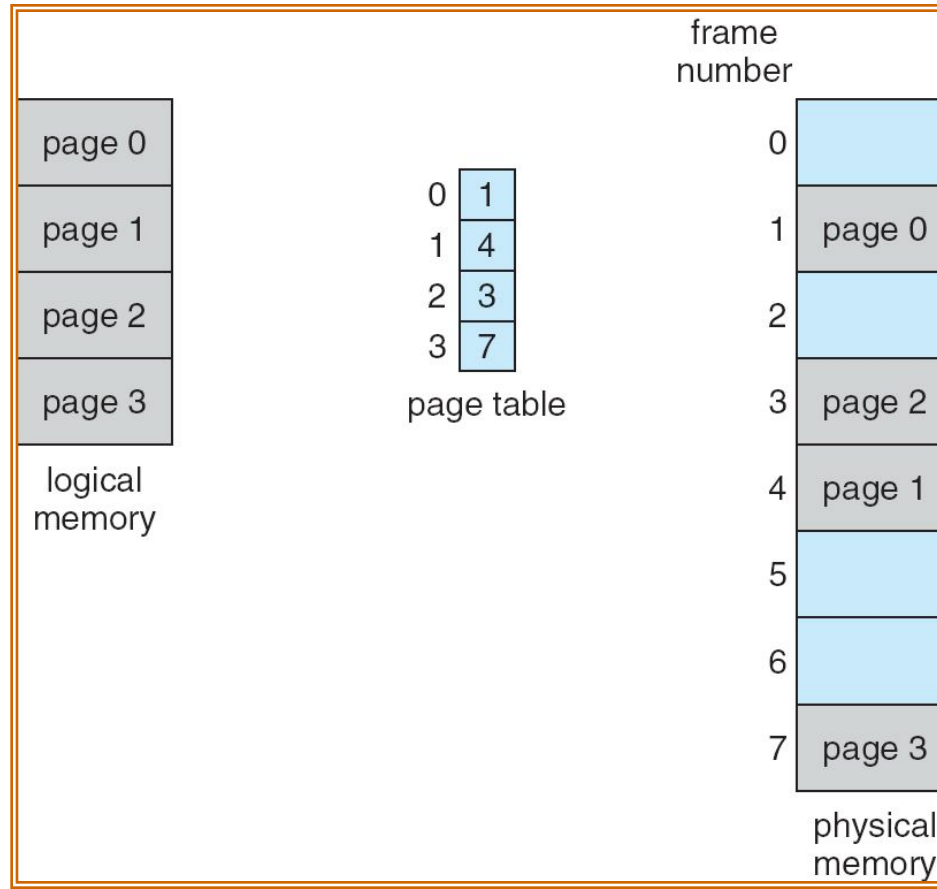 frame
number
page 0
page 1
page 2
page 3
logical
memory
0 1
1 4
2 3
3 7
page table
0
1 page 0
2
3 page 2
4 page 1
5
6
7 page 3
physical
memory